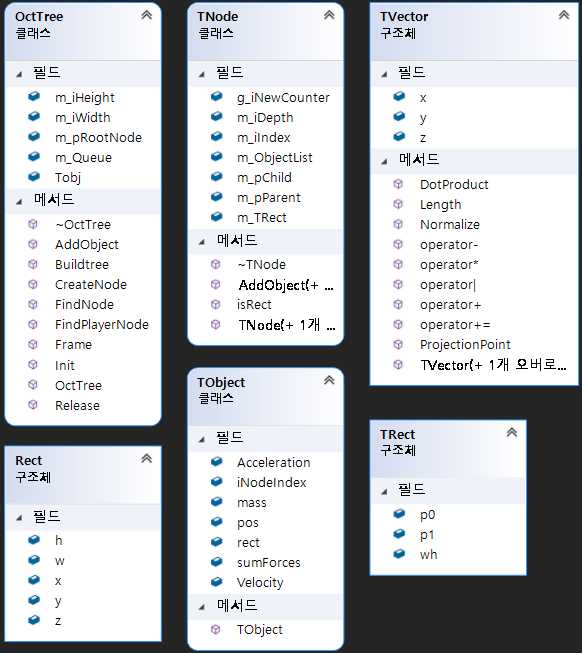 OctTree
클래스
필드
m_iHeight
m_iWidth
m_pRootNode
m_Queue
Tobj
메서드
~OctTree
AddObject
Buildtree
CreateNode
FindNode
FindPlayerNode
Frame
Init
OctTree
Release
Rect
구조체
필드
h
w
x
y
z
TNode
클래스
필드
g_iNewCounter
m_iDepth
m_iIndex
m_ObjectList
m_pChild
m_pParent
m_TRect
메서드
~TNode
AddObject(+ ...
isRect
TNode(+ 1개 ...
TObject
클래스
필드
Acceleration
iNodeIndex
mass
pos
rect
sumForces
Velocity
메서드
TObject
TVector
구조체
필드
x
y
z
메서드
DotProduct
Length
Normalize
operator-
operator*
operator|
operator+
operator+=
ProjectionPoint
TVector(+ 1개 오버로...
TRect
구조체
필드
p0
p1
wh